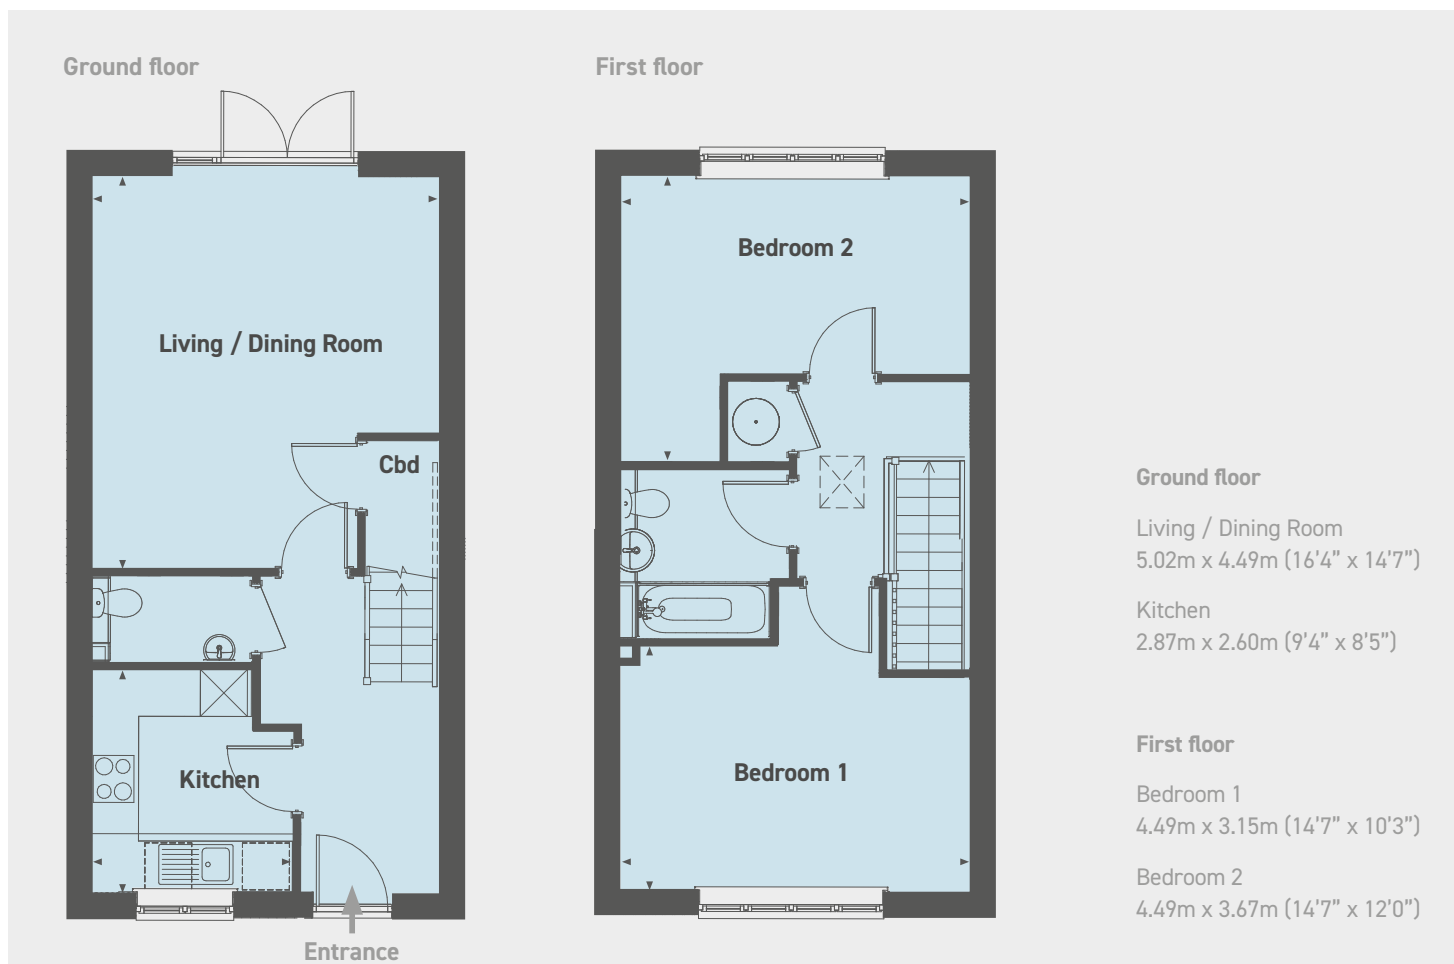 Ground floor
First floor
Living / Dining Room
Cbd
Kitchen
Entrance
Bedroom 2
Bedroom 1
Ground floor
Living / Dining Room
5.02m x 4.49m (16’4” x 14’7”)
Kitchen
2.87m x 2.60m (9’4” x 8’5”)
First floor
Bedroom 1
4.49m x 3.15m (14’7” x 10’3”)
Bedroom 2
4.49m x 3.67m (14’7” x 12’0”)